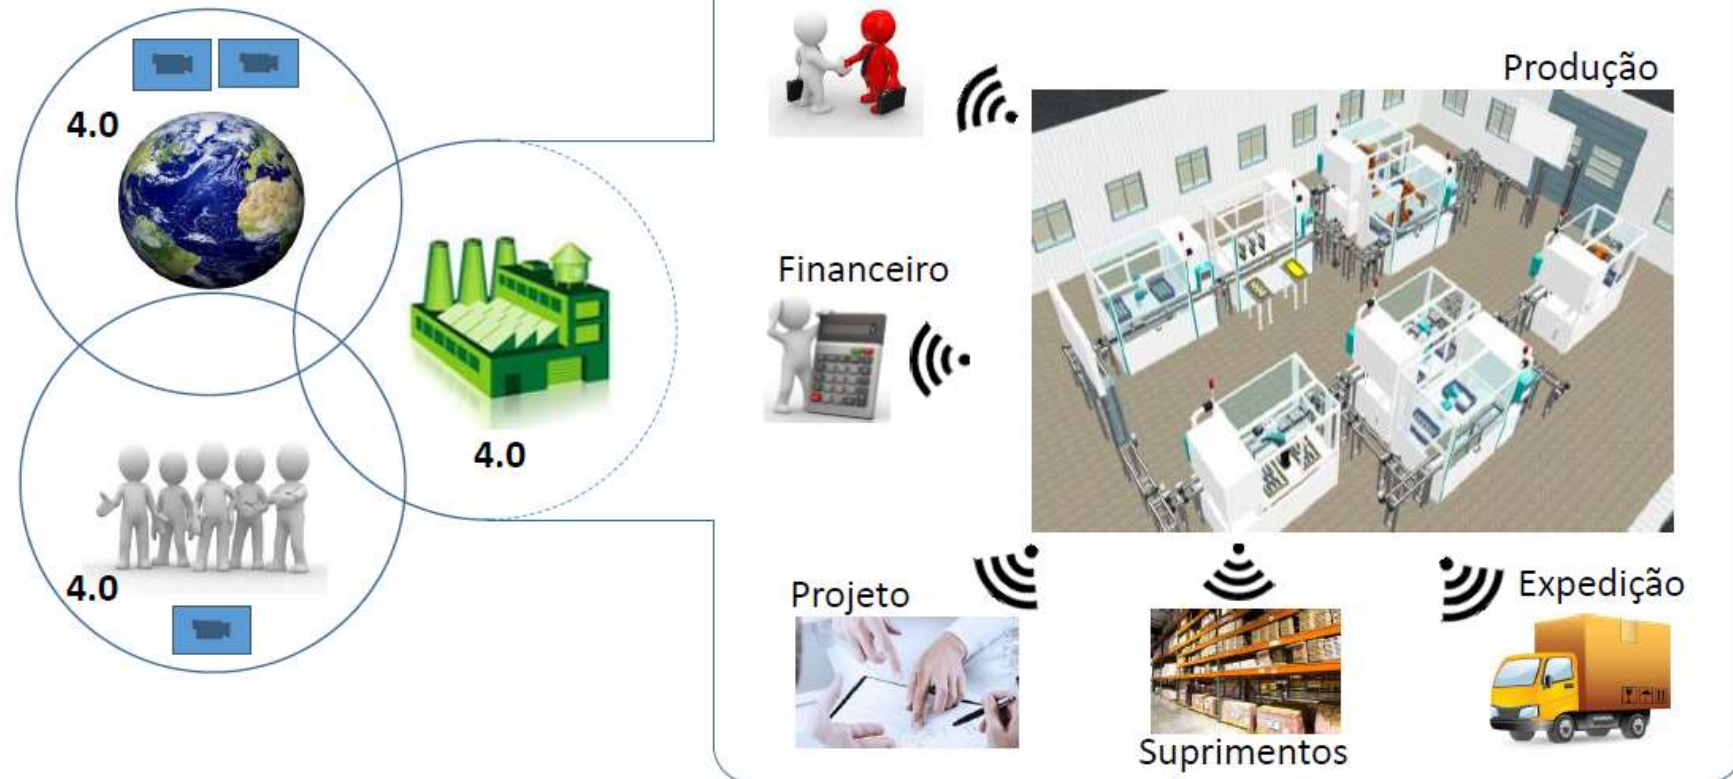 4.0
4.0
4.0
Produção
Financeiro
Projeto
Suprimentos
Expedição